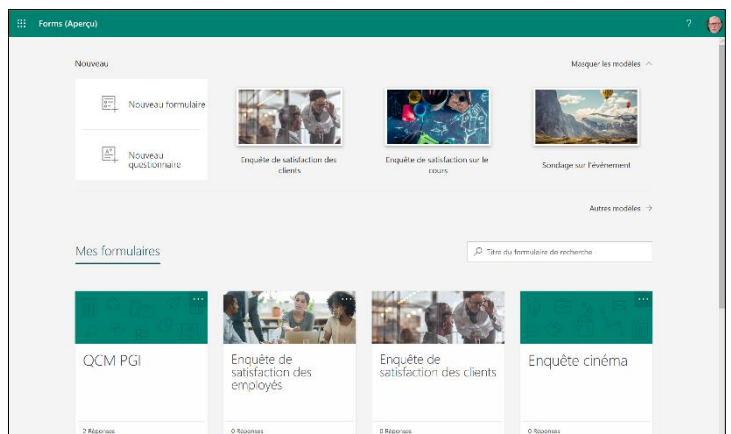 Forms (Aperçu)
?
Nouveau
Masquer les modèles
Nouveau formulaire
Nouveau
questionnaire
Enquête de satisfaction des
clients
Enquête de satisfaction sur le
cours
Sondage sur l'événement
Autres modèles
Mes formulaires
Titre du formulaire de recherche
QCM PGI
Enquête de
satisfaction des
employés
Enquête de
satisfaction des clients
Enquête cinéma
2 Réponses
0 Réponses
0 Réponses
0 Réponses